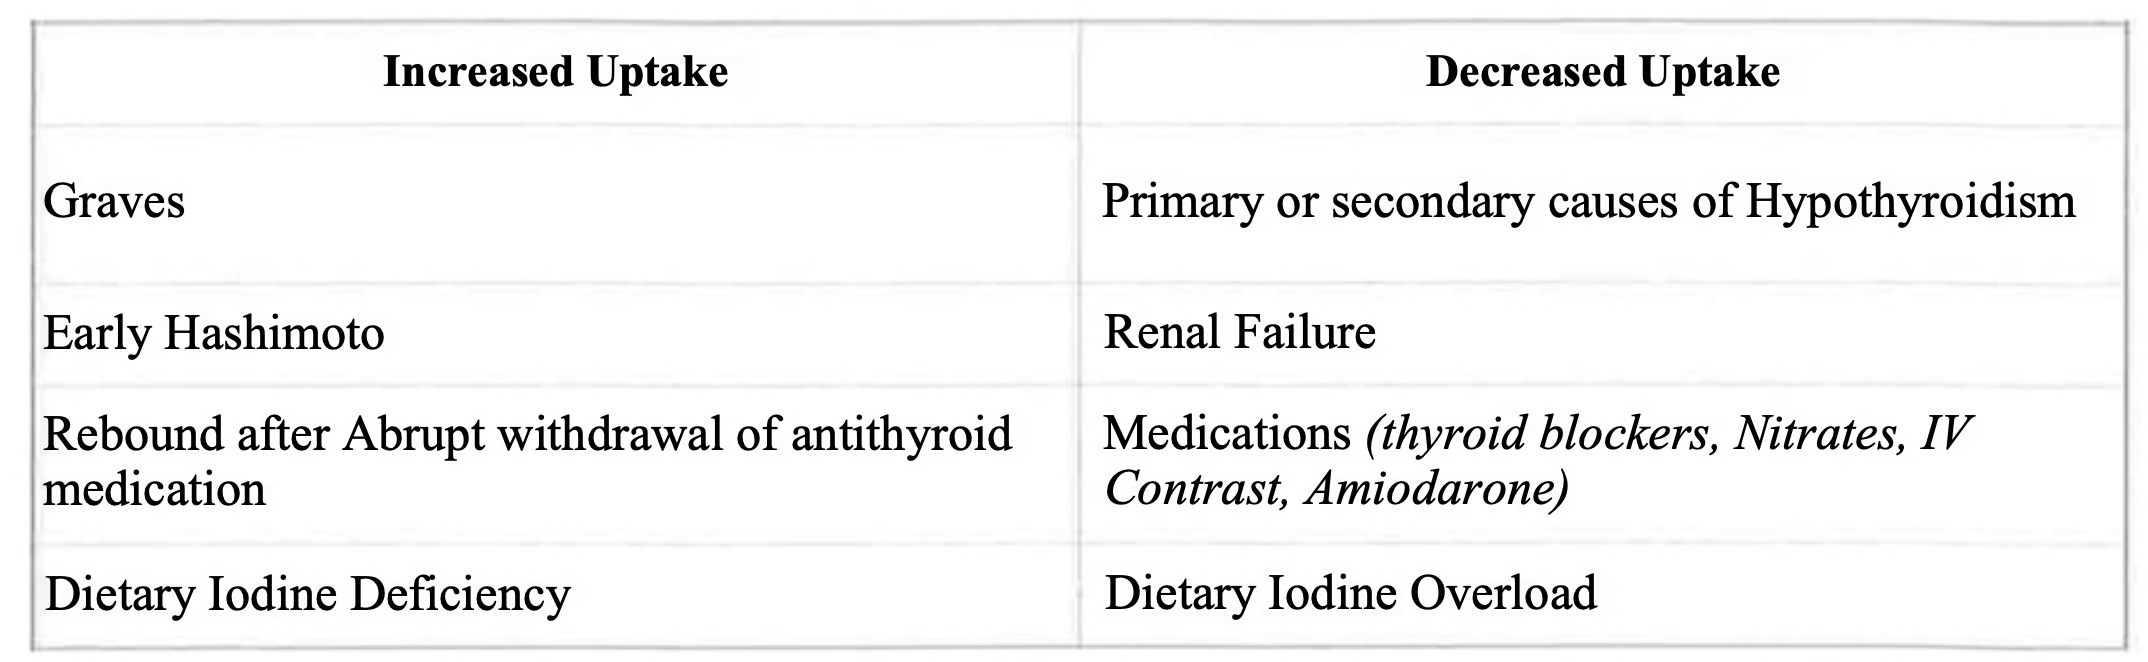 Increased Uptake
Decreased Uptake
Graves
Primary or secondary causes of Hypothyroidism
Early Hashimoto
Renal Failure
Rebound after Abrupt withdrawal of antithyroid
medication
Medications (thyroid blockers, Nitrates, IV
Contrast, Amiodarone)
Dietary Iodine Deficiency
Dietary Iodine Overload